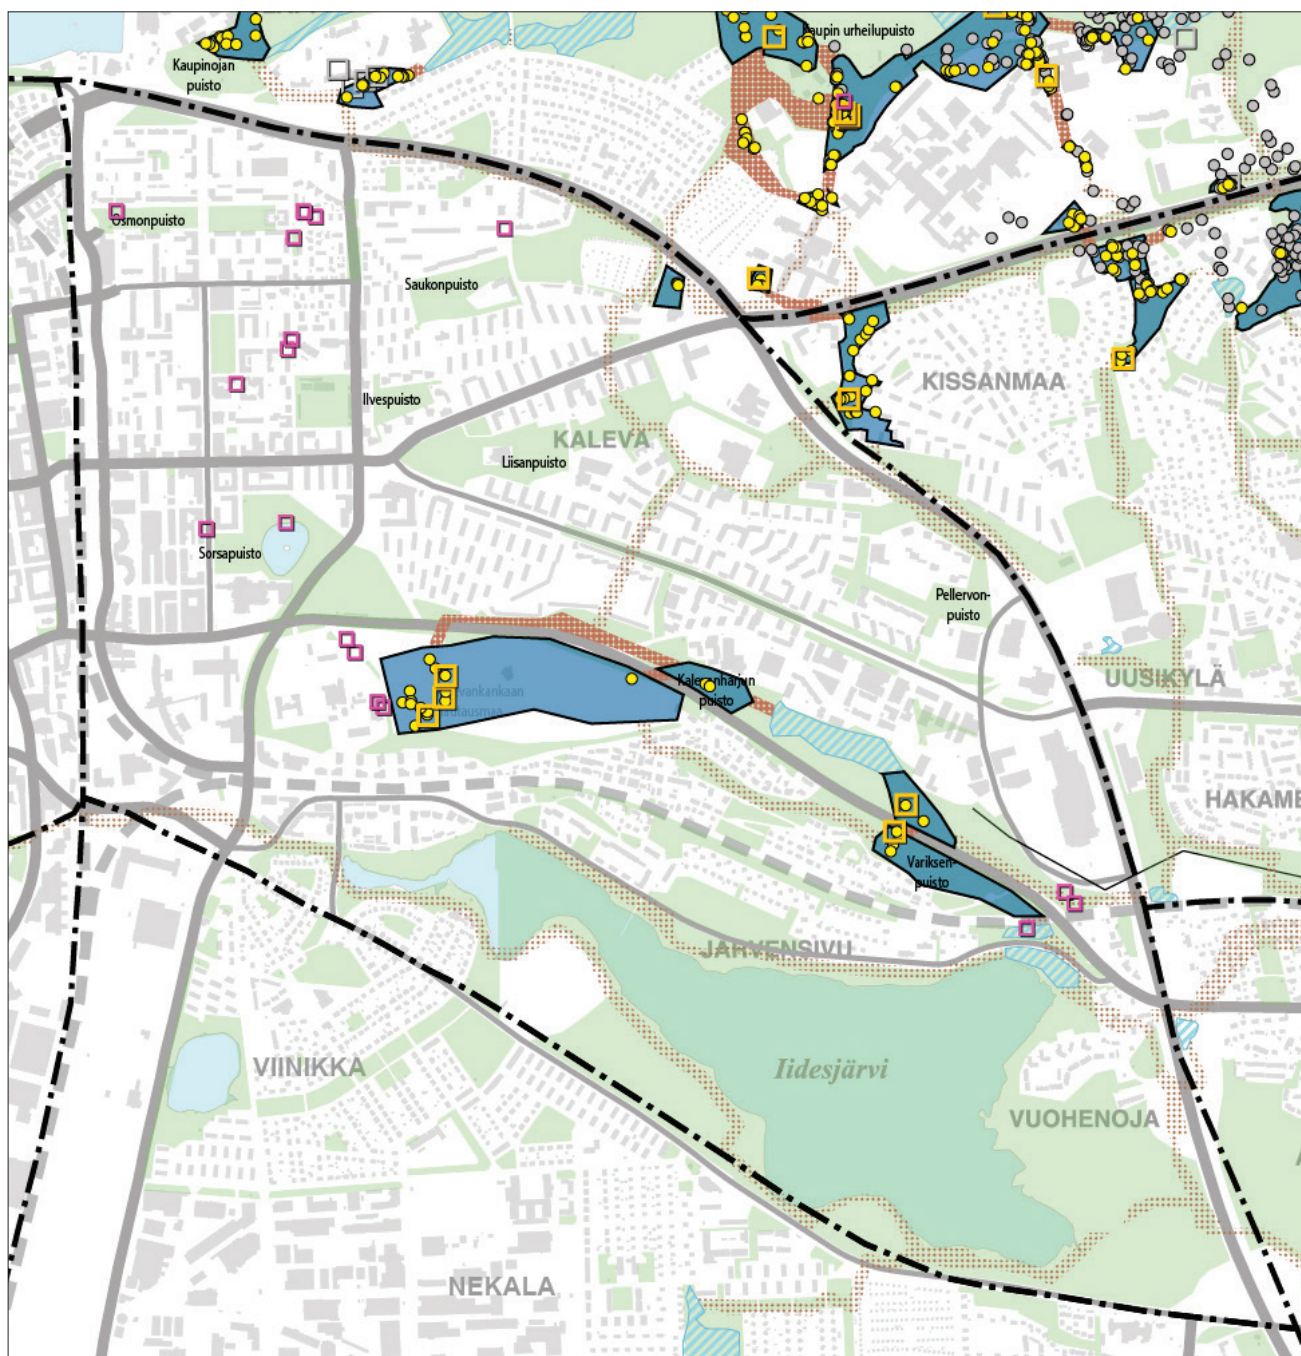 Kaupin urheilupuisto
Kaupinojan
puisto
Osmonpuisto
Saukonpuisto
KISSANMAA
Ilvespuisto
KALEVA
Liisanpuisto
Sorsapuisto
Pellervon-
puisto
UUSIKYLÄ
Kalevanharjun
puisto
HAKAME
Variksen-
puisto
JÄRVENSIVU
VIINIKKA
Iidesjärvi
VUOHENOJA
NEKALA